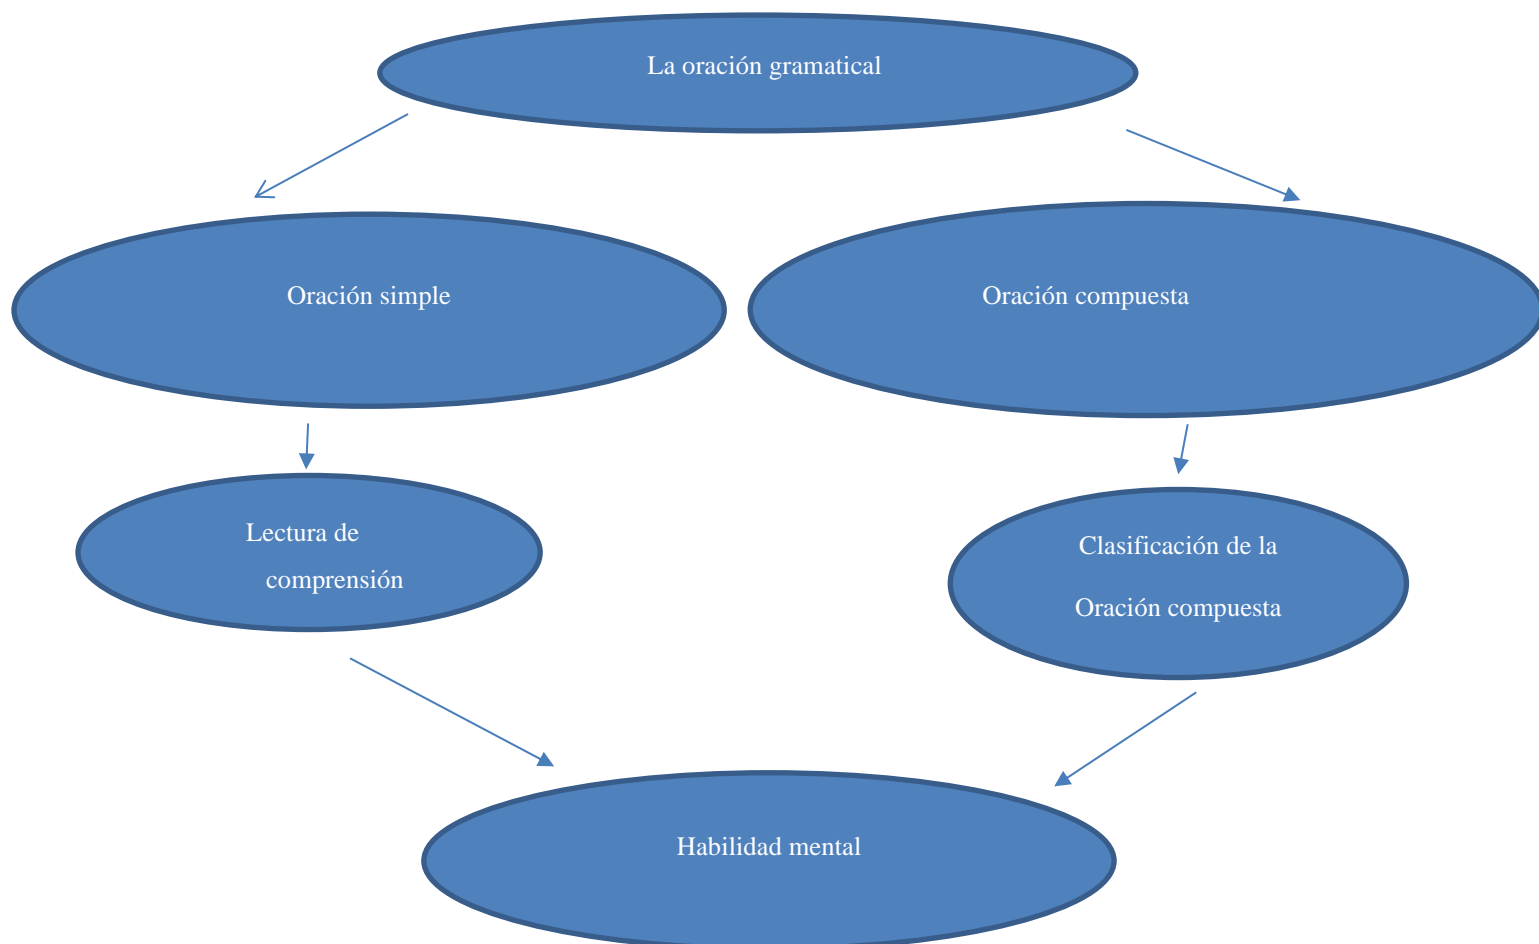 La oración gramatical
Oración simple
Oración compuesta
Lectura de
comprensión
Clasificación de la
Oración compuesta
Habilidad mental